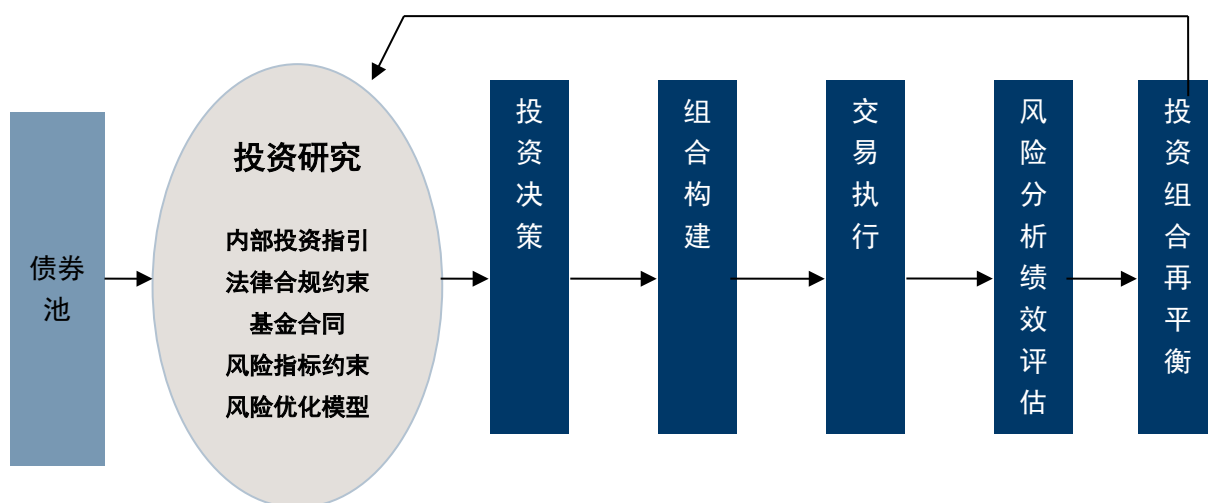 债券
池
投资研究
内部投资指引
法律合规约束
基金合同
风险指标约束
风险优化模型
投资决策
组合构建
交易执行
风险分析绩效评估
投资组合再平衡